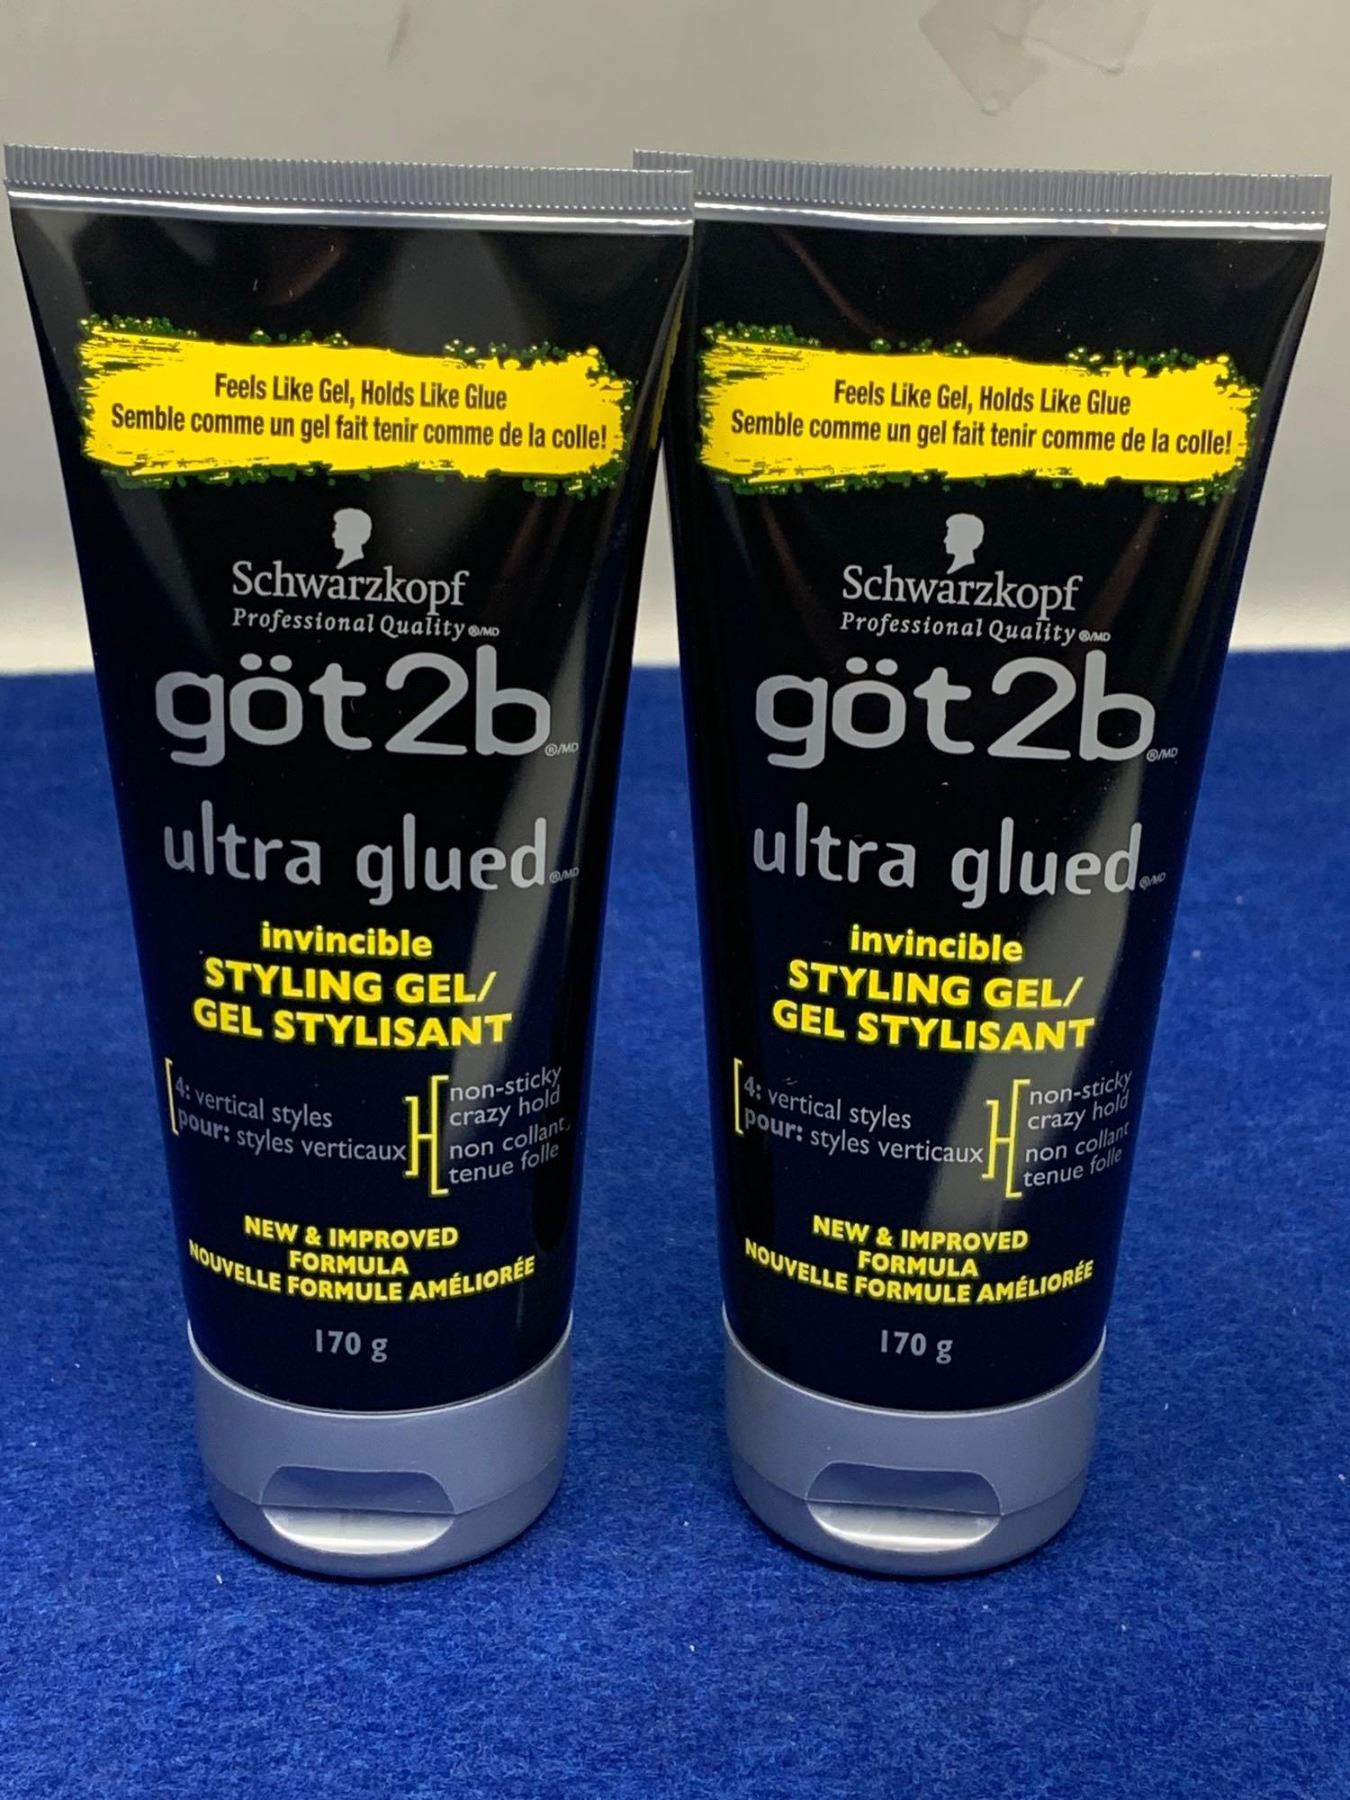 Feels Like Gel, Holds Like Glue
Semble comme un gel fait tenir comme de la colle!
Schwarzkopf
Professional Quality ®/MD
göt2b ®/MD
ultra glued ®/MD
invincible
STYLING GEL/
GEL STYLISANT
4: vertical styles
pour: styles verticaux
non-sticky
crazy hold
non collant,
tenue folle
NEW & IMPROVED
FORMULA
NOUVELLE FORMULE AMÉLIORÉE
170 g
Feels Like Gel, Holds Like Glue
Semble comme un gel fait tenir comme de la colle!
Schwarzkopf
Professional Quality ®/MD
göt2b ®/MD
ultra glued ®/MD
invincible
STYLING GEL/
GEL STYLISANT
4: vertical styles
pour: styles verticaux
non-sticky
crazy hold
non collant
tenue folle
NEW & IMPROVED
FORMULA
NOUVELLE FORMULE AMÉLIORÉE
170 g